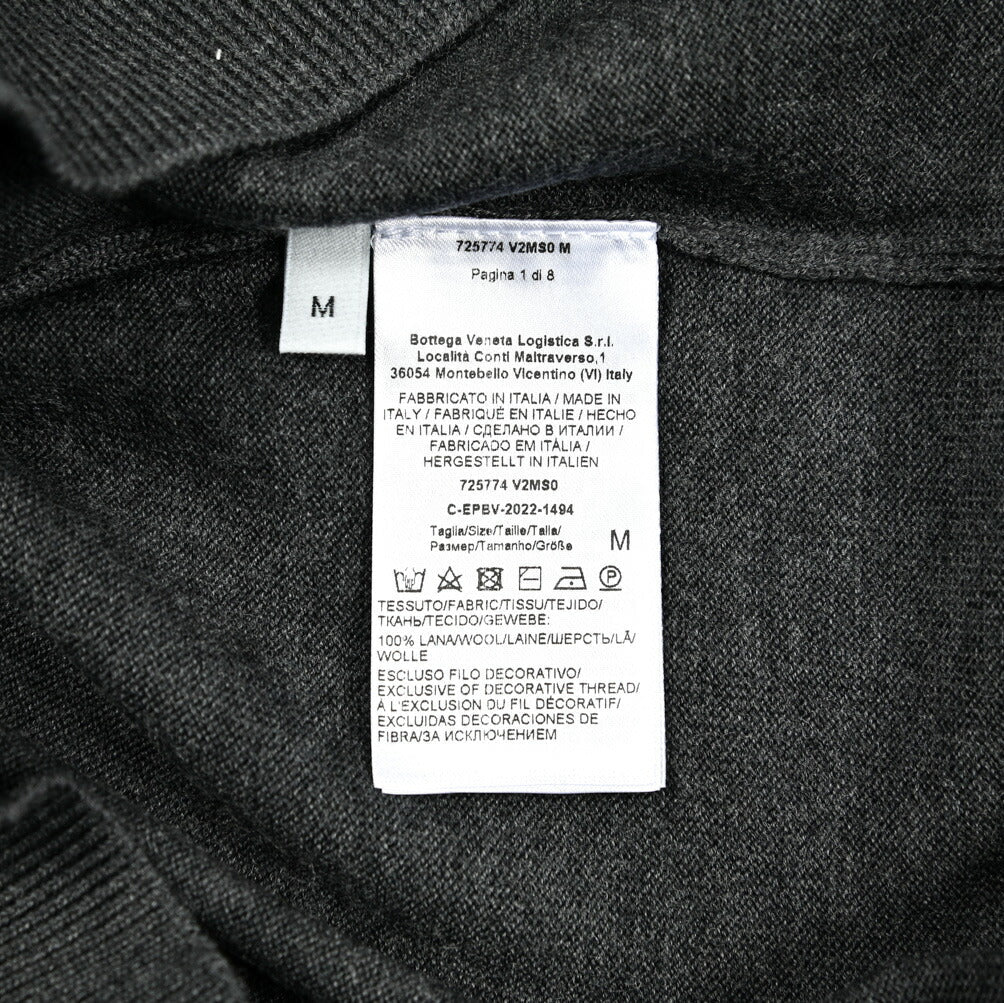 M
725774 V2MS0 M
Pagina 1 di 8
Bottega Veneta Logistica S.r.l.
Località Conti Maltraverso,1
36054 Montebello Vicentino (VI) Italy
FABBRICATO IN ITALIA / MADE IN
ITALY / FABRIQUÉ EN ITALIE / HECHO
EN ITALIA / СДЕЛАНО В ИТАЛИИ /
FABRICADO EM ITÀLIA /
HERGESTELLT IN ITALIEN
725774 V2MS0
C-EPBV-2022-1494
Taglia/Size/Taille/Talla/
Размер/Tamanho/Größe M
P
TESSUTO/FABRIC/TISSU/TEJIDO/
ТКАНЬ/TECIDO/GEWEBE:
100% LANA/WOOL/LAINE/ШЕРСТЬ/LÃ/
WOLLE
ESCLUSO FILO DECORATIVO/
EXCLUSIVE OF DECORATIVE THREAD/
À L'EXCLUSION DU FIL DÉCORATIF/
EXCLUIDAS DECORACIONES DE
FIBRA/ЗА ИСКЛЮЧЕНИЕМ